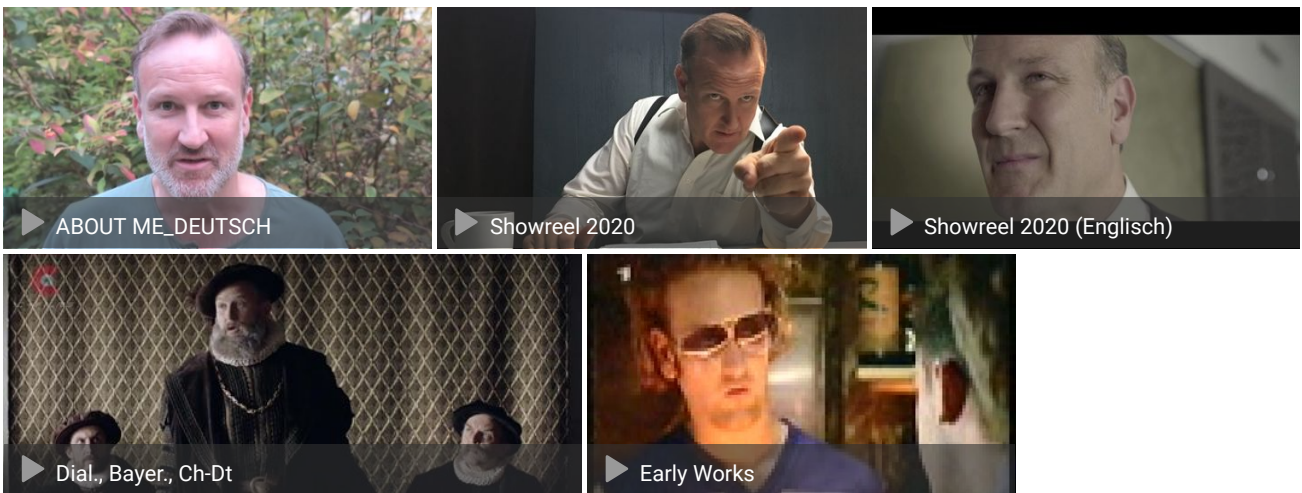 ABOUT ME_DEUTSCH
Showreel 2020
Showreel 2020 (Englisch)
Dial., Bayer., Ch-Dt
Early Works